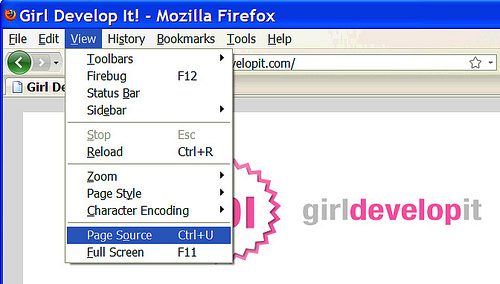 Girl Develop It! - Mozilla Firefox
File Edit View History Bookmarks Tools Help
velopit.com/
Girl De
Toolbars
Firebug F12
Status Bar
Sidebar
Stop Esc
Reload Ctrl+R
Zoom
Page Style
Character Encoding
Page Source Ctrl+U
Full Screen F11
girldevelopit